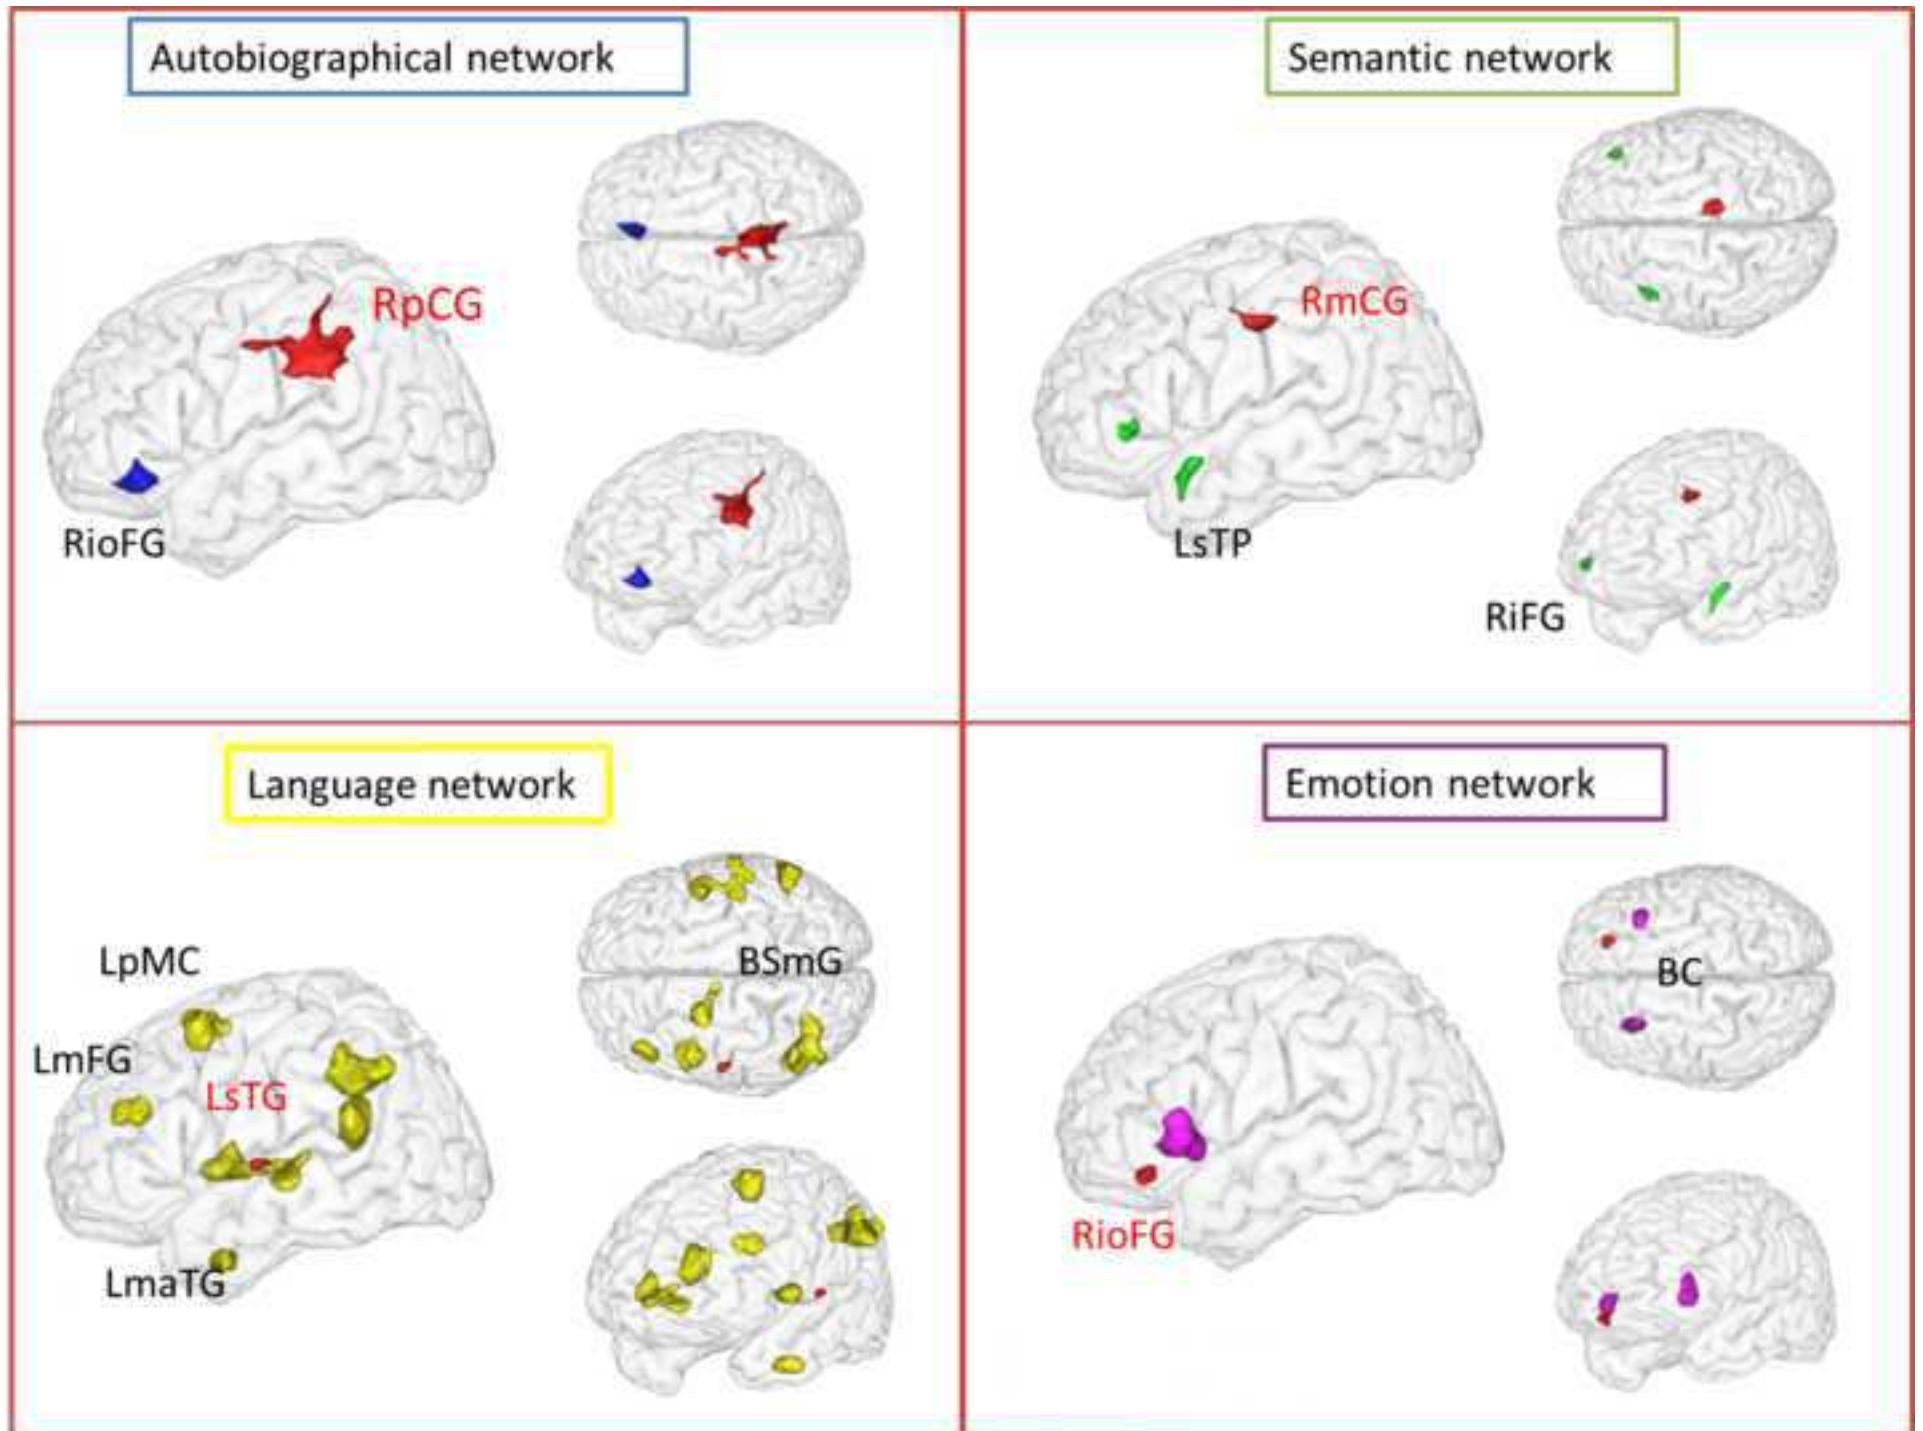 Autobiographical network
RpCG
RioFG
Semantic network
RmCG
LsTP
RiFG
Language network
LpMC
BSmG
LmFG
LsTG
LmaTG
Emotion network
BC
RioFG